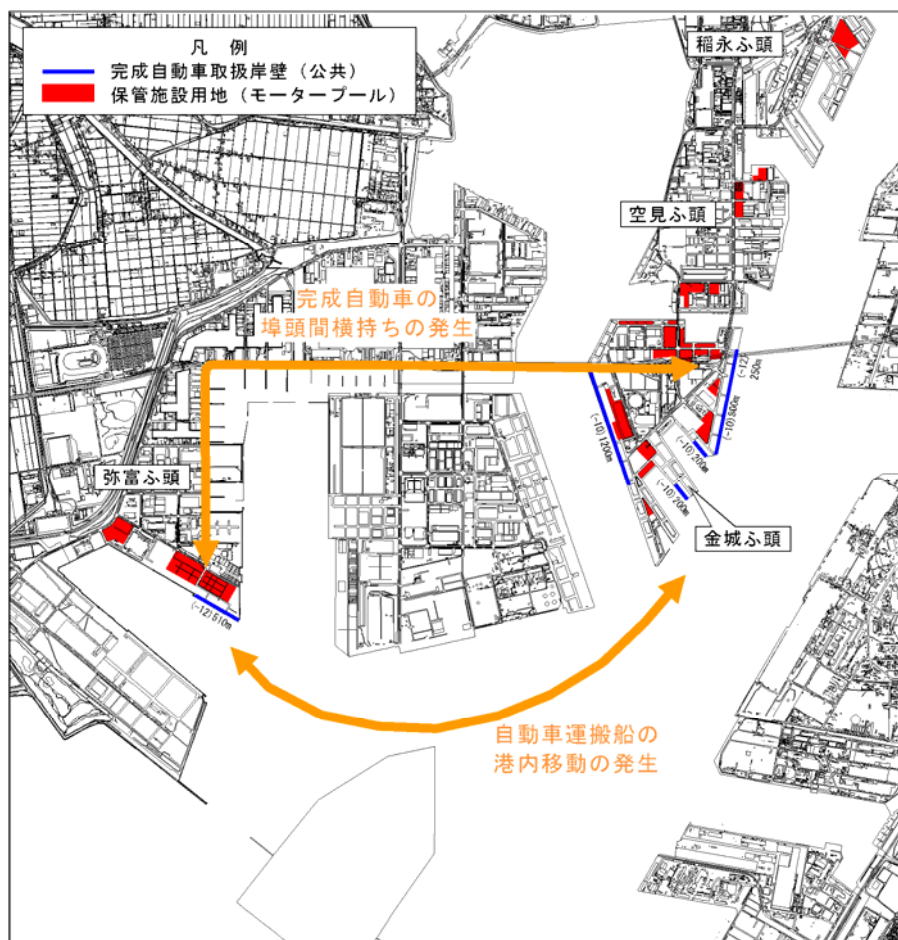 凡 例
完成自動車取扱岸壁（公共）
保管施設用地（モータープール）
稲永ふ頭
空見ふ頭
完成自動車の
埠頭間横持ちの発生
(-12)
250m
(-10)1200m
(-10)500m
(-10)200m
弥富ふ頭
(-10)200m
金城ふ頭
(-12)510m
自動車運搬船の
港内移動の発生